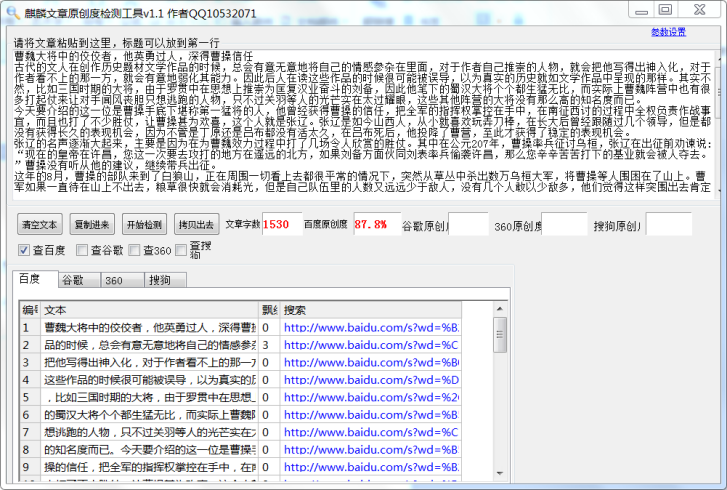 麒麟文章原创度检测工具v1.1 作者QQ10532071
参数设置
请将文章粘贴到这里，标题可以放到第一行
曹魏大将中的佼佼者，他英勇过人，深得曹操信任
古代的文人在创作历史题材文学作品的时候，总会有意无意地将自己的情感参杂在里面，对于作者自己推崇的人物，就会把他写得出神入化，对于
作者看不上的那一方，就会有意地弱化其能力。因此后人在读这些作品的时候很可能被误导，以为真实的历史就如文学作品中呈现的那样。其实不
然，比如三国时期的大将，由于罗贯中在思想上推崇为匡复汉业奋斗的刘备，因此他笔下的蜀汉大将个个都生猛无比，而实际上曹魏阵营中也有很
多打起仗来让对手闻风丧胆只想逃跑的人物，只不过关羽等人的光芒实在太过耀眼，这些其他阵营的大将没有那么高的知名度而已。
今天要介绍的这一位是曹操手底下堪称第一猛将的人，他曾经获得曹操的信任，把全军的指挥权掌控在手中，在南征西讨的过程中全权负责作战事
宜，而且也打了不少胜仗，让曹操甚为欢喜，这个人就是张辽。张辽是如今山西人，从小就喜欢玩弄刀棒，在长大后曾经跟随过几个领导，但是都
没有获得长久的表现机会，因为不管是丁原还是吕布都没有活太久，在吕布死后，他投降了曹营，至此才获得了稳定的表现机会。
张辽的名声逐渐大起来，主要是因为在为曹魏效力过程中打了几场令人欣赏的胜仗。其中在公元207年，曹操率兵征讨乌桓，张辽在出征前劝谏说:
“现在的皇帝在许昌，您这一次要去攻打的地方在遥远的北方，如果刘备方面伙同刘表率兵偷袭许昌，那么您辛辛苦苦打下的基业就会被人夺去。
”曹操没有听从他的建议，继续带兵出征。
这年的8月，曹操的部队来到了白狼山，正在周围一切看上去都很平常的情况下，突然从草丛中杀出数万乌桓大军，将曹操等人围困在了山上。曹
军如果一直待在山上不出去，粮草很快就会消耗光，但是自己队伍里的人数又远远少于敌人，没有几个人敢以少敌多，他们觉得这样突围出去肯定
清空文本 复制进来 开始检测 拷贝出去 文章字数 1530 百度原创度 87.8% 谷歌原创度 360原创度 搜狗原创度
查百度 查谷歌 查360 查搜狗
百度 谷歌 360 搜狗
编号 文本 飘红 搜索
1 曹魏大将中的佼佼者，他英勇过人，深得曹操 0 http://www.baidu.com/s?wd=%B
2 品的时候，总会有意无意地将自己的情感参杂 3 http://www.baidu.com/s?wd=%C
3 把他写得出神入化，对于作者看不上的那一方 0 http://www.baidu.com/s?wd=%B
4 这些作品的时候很可能被误导，以为真实的历 0 http://www.baidu.com/s?wd=%D
5 ，比如三国时期的大将，由于罗贯中在思想上 0 http://www.baidu.com/s?wd=%2
6 的蜀汉大将个个都生猛无比，而实际上曹魏阵 0 http://www.baidu.com/s?wd=%B
7 想逃跑的人物，只不过关羽等人的光芒实在太 0 http://www.baidu.com/s?wd=%C
8 的知名度而已。今天要介绍的这一位是曹操手 0 http://www.baidu.com/s?wd=%B
9 操的信任，把全军的指挥权掌控在手中，在南 0 http://www.baidu.com/s?wd=%B